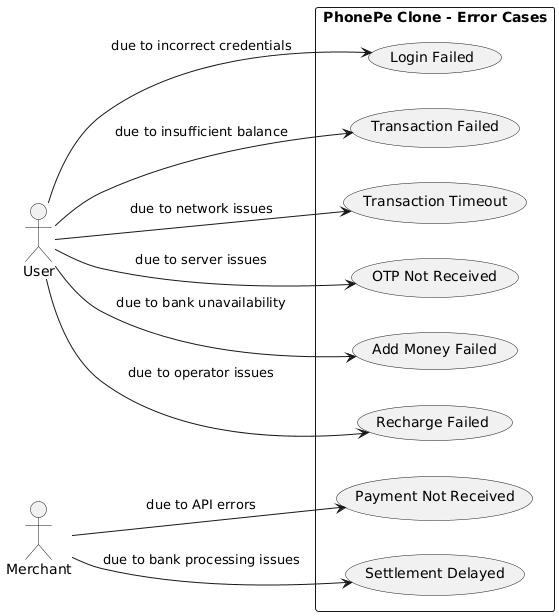 PhonePe Clone - Error Cases
due to incorrect credentials
Login Failed
due to insufficient balance
Transaction Failed
due to network issues
Transaction Timeout
User
due to server issues
OTP Not Received
due to bank unavailability
Add Money Failed
due to operator issues
Recharge Failed
due to API errors
Payment Not Received
Merchant
due to bank processing issues
Settlement Delayed